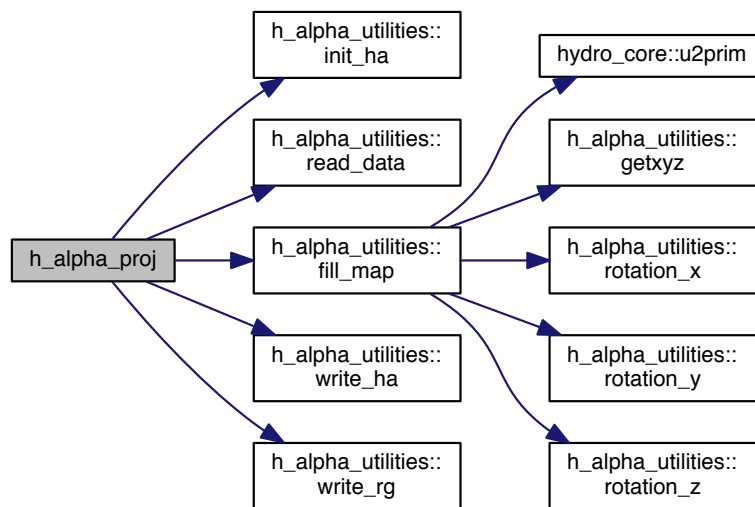 h_alpha_proj
h_alpha_utilities::
init_ha
h_alpha_utilities::
read_data
h_alpha_utilities::
fill_map
h_alpha_utilities::
write_ha
h_alpha_utilities::
write_rg
hydro_core::u2prim
h_alpha_utilities::
getxyz
h_alpha_utilities::
rotation_x
h_alpha_utilities::
rotation_y
h_alpha_utilities::
rotation_z